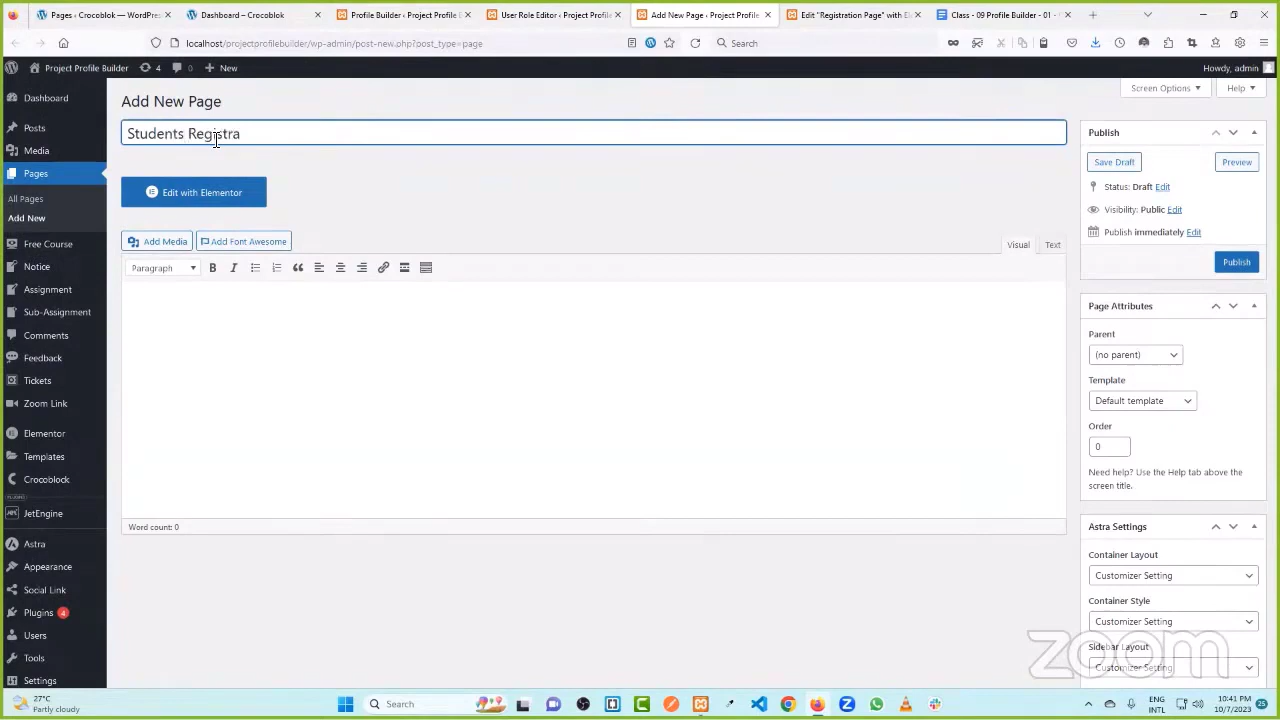 Pages ‹ Crocoblock — WordPres
Dashboard - Crocoblock
Profile Builder ‹ Project Profile
User Role Editor ‹ Project Profile
Add New Page ‹ Project Profile
Edit "Registration Page" with El
Class - 09 Profile Builder - 01 -
localhost/projectprofilebuilder/wp-admin/post-new.php?post_type=page
Search
Project Profile Builder
4
0
New
Howdy, admin
Screen Options
Help
Dashboard
Posts
Media
Pages
All Pages
Add New
Free Course
Notice
Assignment
Sub-Assignment
Comments
Feedback
Tickets
Zoom Link
Elementor
Templates
Crocoblock
JetEngine
Astra
Appearance
Social Link
Plugins 4
Users
Tools
Settings
Add New Page
Students Registra
Edit with Elementor
Add Media
Add Font Awesome
Visual
Text
Paragraph
B
I
Word count: 0
Publish
Save Draft
Preview
Status: Draft Edit
Visibility: Public Edit
Publish immediately Edit
Publish
Page Attributes
Parent
(no parent)
Template
Default template
Order
0
Need help? Use the Help tab above the
screen title.
Astra Settings
Container Layout
Customizer Setting
Container Style
Customizer Setting
Sidebar Layout
Customizer Setting
zoom
27°C
Partly cloudy
Search
ENG
INTL
10:41 PM
10/7/2023
25